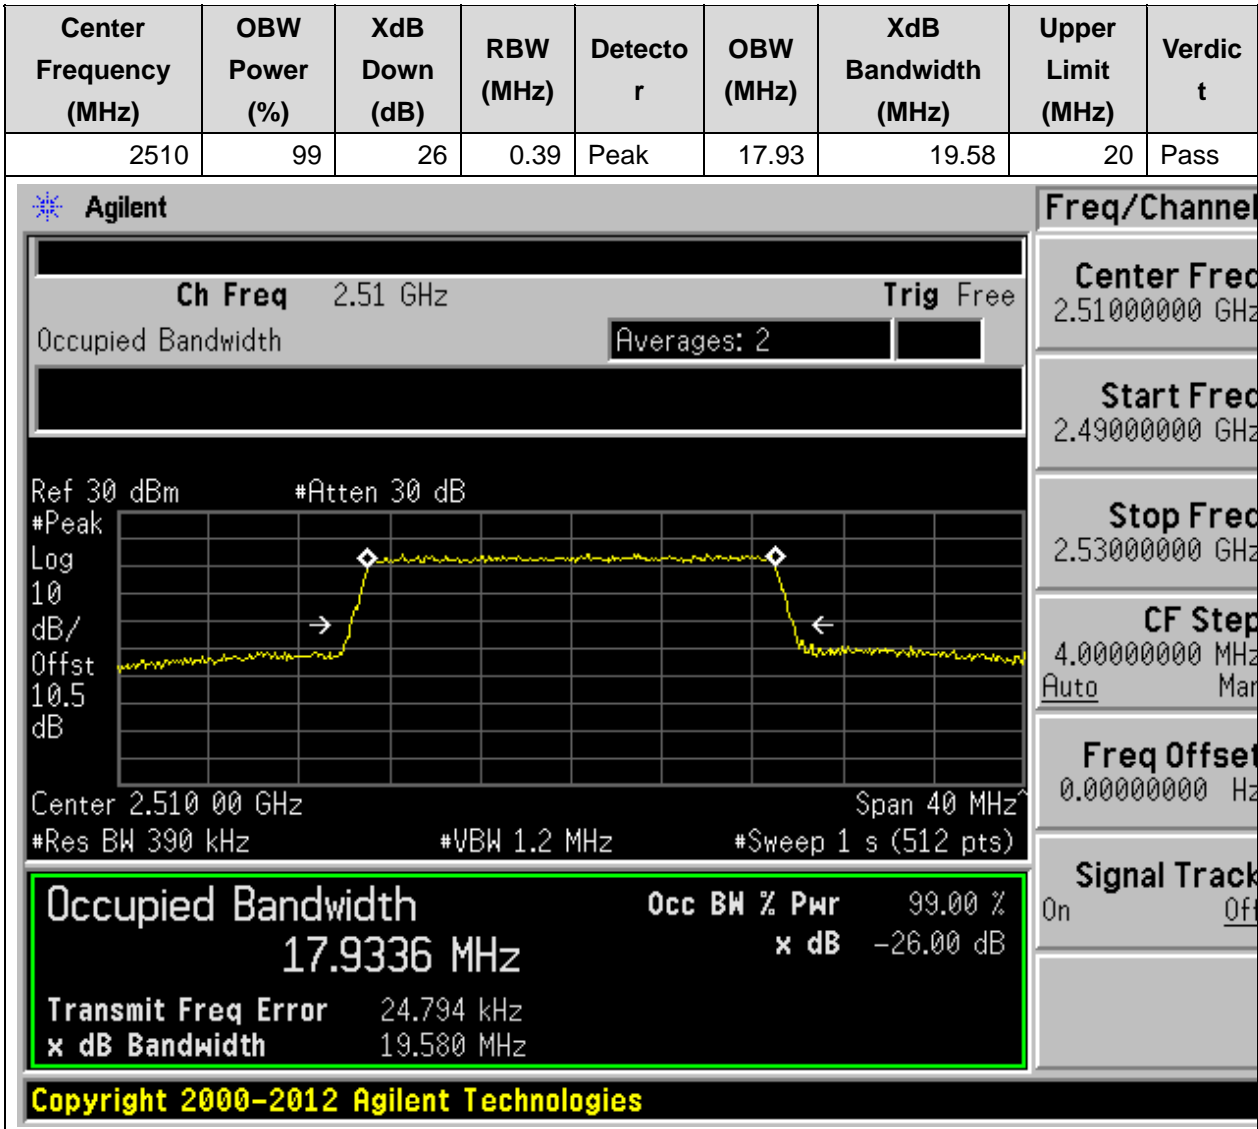 Center Frequency (MHz) OBW Power (%) XdB Down (dB) RBW (MHz) Detecto r OBW (MHz) XdB Bandwidth (MHz) Upper Limit (MHz) Verdic t
2510 99 26 0.39 Peak 17.93 19.58 20 Pass
Agilent
Freq/Channel
Ch Freq 2.51 GHz Trig Free
Occupied Bandwidth Averages: 2
Center Freq
2.51000000 GHz
Start Freq
2.49000000 GHz
Stop Freq
2.53000000 GHz
CF Step
4.00000000 MHz
Auto Man
Freq Offset
0.00000000 Hz
Signal Track
On Off
Ref 30 dBm #Atten 30 dB
#Peak
Log
10
dB/
Offst
10.5
dB
Center 2.510 00 GHz Span 40 MHz^
#Res BW 390 kHz #VBW 1.2 MHz #Sweep 1 s (512 pts)
Occupied Bandwidth
17.9336 MHz
Occ BW % Pwr 99.00 %
x dB -26.00 dB
Transmit Freq Error 24.794 kHz
x dB Bandwidth 19.580 MHz
Copyright 2000-2012 Agilent Technologies